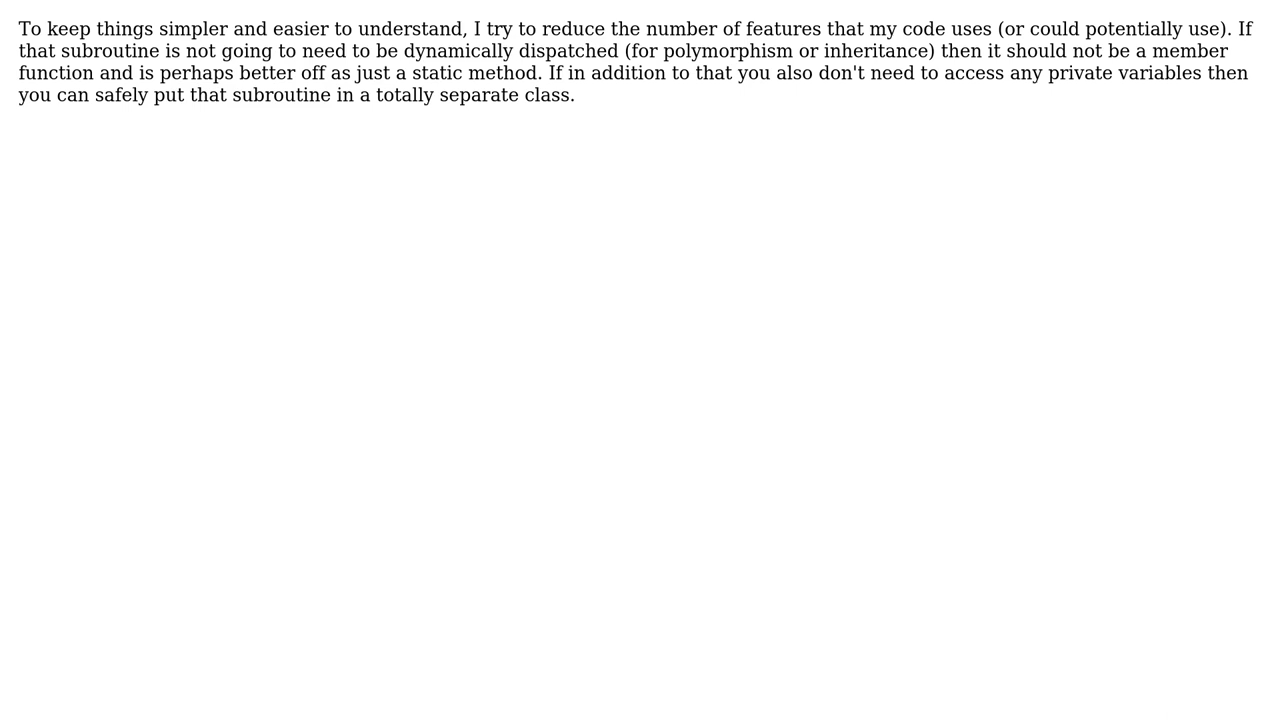 To keep things simpler and easier to understand, I try to reduce the number of features that my code uses (or could potentially use). If
that subroutine is not going to need to be dynamically dispatched (for polymorphism or inheritance) then it should not be a member
function and is perhaps better off as just a static method. If in addition to that you also don't need to access any private variables then
you can safely put that subroutine in a totally separate class.